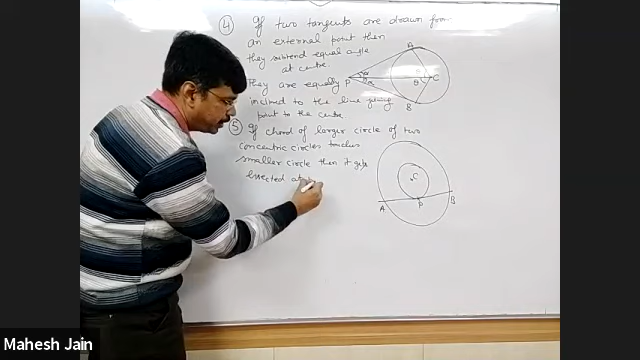 ④ If two tangents are drawn from
an external point then
they subtend equal angle
at centre.
They are equally
inclined to the line joining
point to the centre
P
α
α
A
θ
θ
C
B
⑤ If chord of larger circle of two
concentric circles touches
smaller circle then it gets
bisected at
C
A
P
B
Mahesh Jain